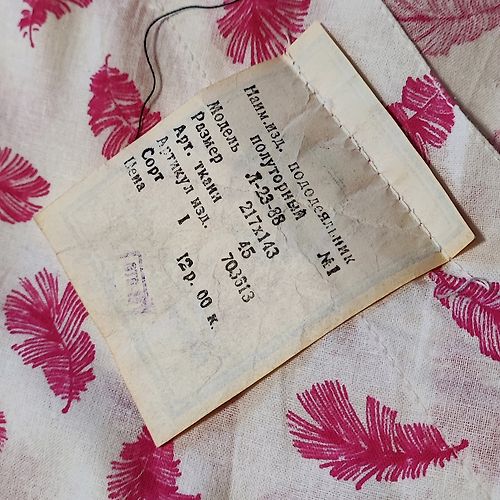 Наим.изд. пододеяльник №1
полуторный
Модель Л-23-88
Размер 217х143
Арт. ткани 45
Артикул изд. 703613
Сорт I
Цена 12 р. 00 к.